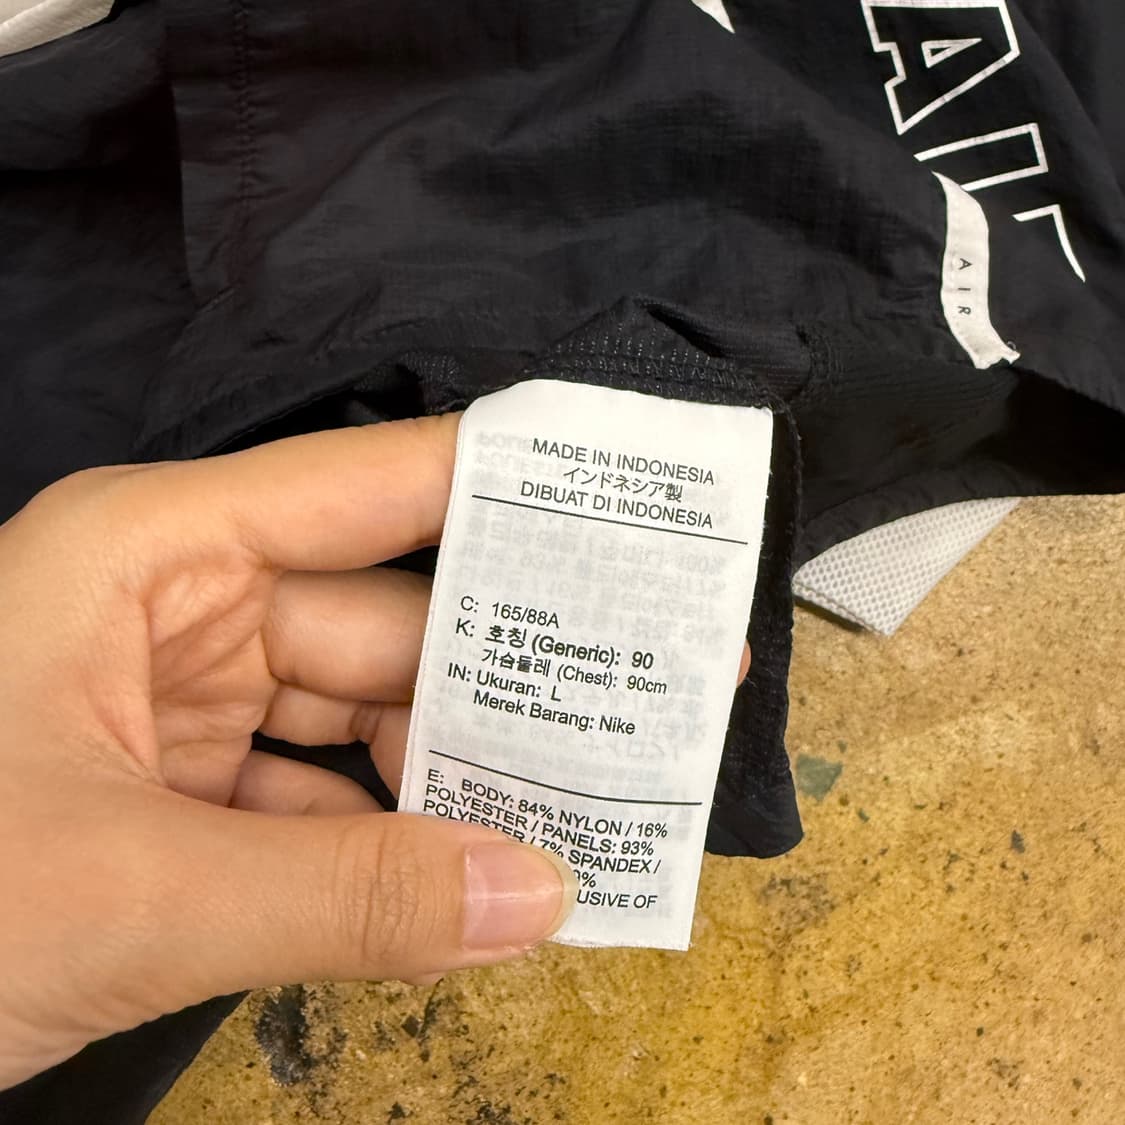 AIR
AIR
MADE IN INDONESIA
インドネシア製
DIBUAT DI INDONESIA
C: 165/88A
K: 호칭 (Generic): 90
가슴둘레 (Chest): 90cm
IN: Ukuran: L
Merek Barang: Nike
E: BODY: 84% NYLON / 16%
POLYESTER / PANELS: 93%
POLYESTER / 7% SPANDEX /